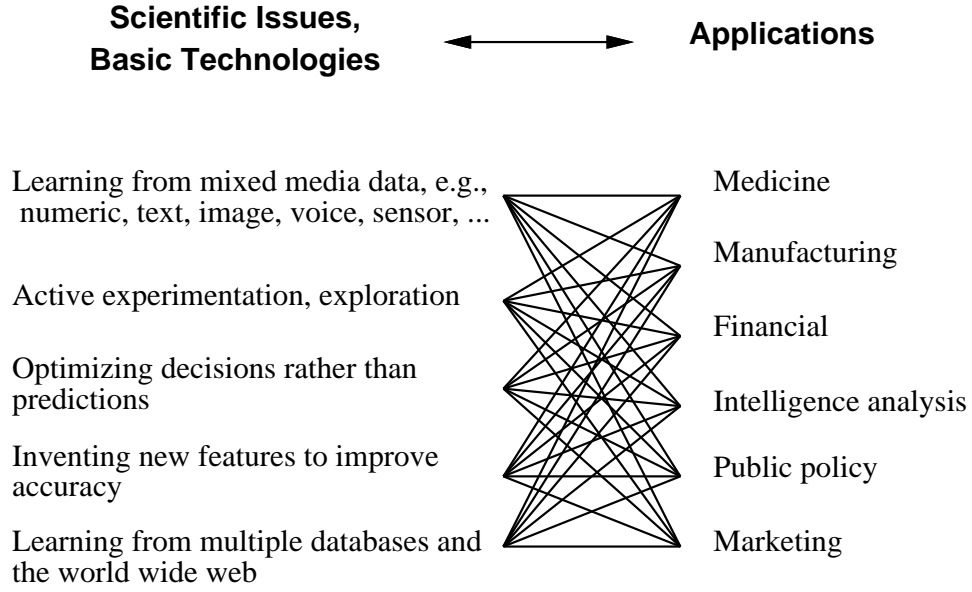 Scientific Issues,
Basic Technologies
Applications
Learning from mixed media data, e.g.,
numeric, text, image, voice, sensor, ...
Active experimentation, exploration
Optimizing decisions rather than
predictions
Inventing new features to improve
accuracy
Learning from multiple databases and
the world wide web
Medicine
Manufacturing
Financial
Intelligence analysis
Public policy
Marketing